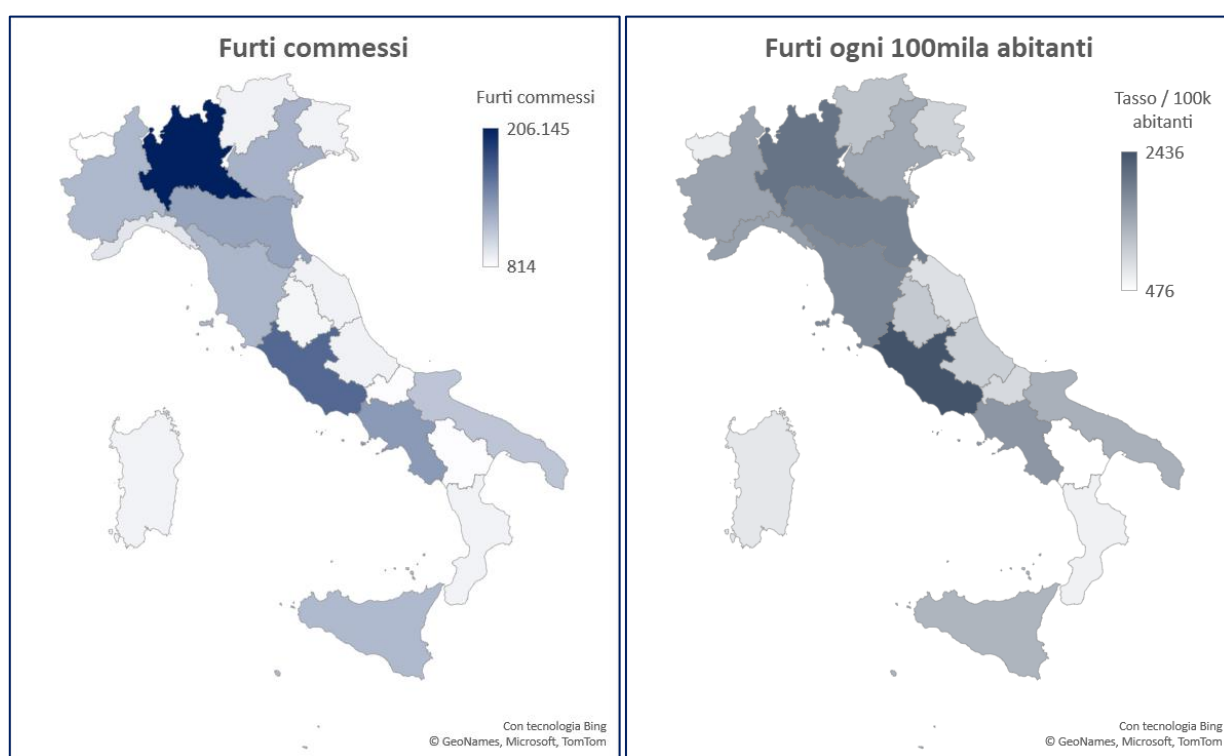 Furti commessi
Furti commessi
206.145
814
Con tecnologia Bing
© GeoNames, Microsoft, TomTom
Furti ogni 100mila abitanti
Tasso / 100k
abitanti
2436
476
Con tecnologia Bing
© GeoNames, Microsoft, TomTom